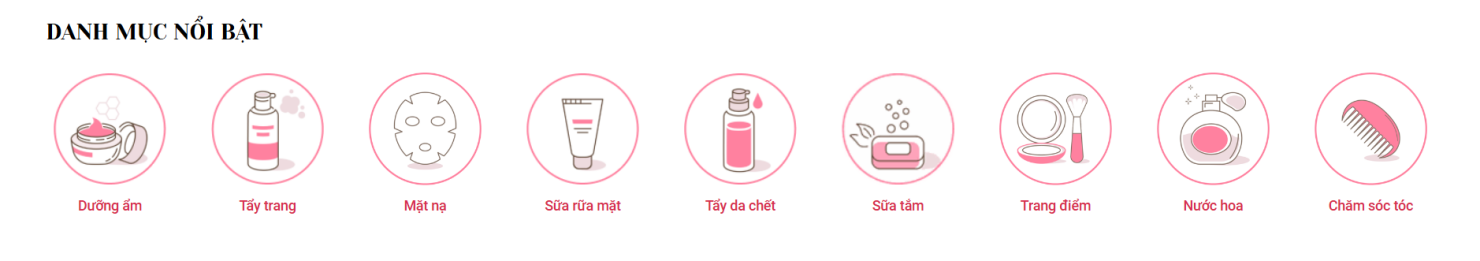 DANH MỤC NỔI BẬT
Dưỡng ẩm
Tẩy trang
Mặt nạ
Sữa rữa mặt
Tẩy da chết
Sữa tắm
Trang điểm
Nước hoa
Chăm sóc tóc